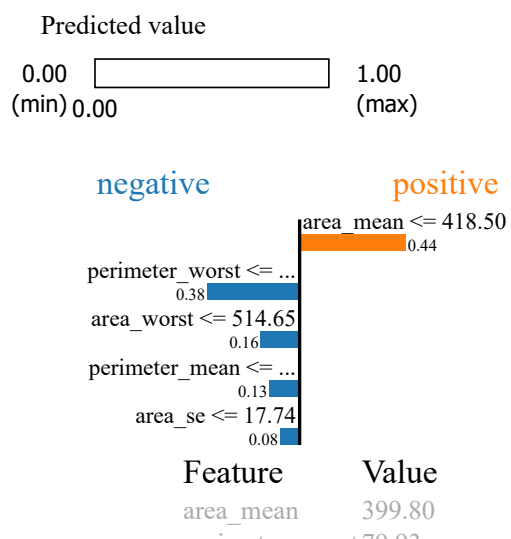 Predicted value
0.00 1.00
(min) (max)
0.00
negative positive
area_mean <= 418.50
0.44
perimeter_worst <= ...
0.38
area_worst <= 514.65
0.16
perimeter_mean <= ...
0.13
area_se <= 17.74
0.08
Feature Value
area_mean 399.80